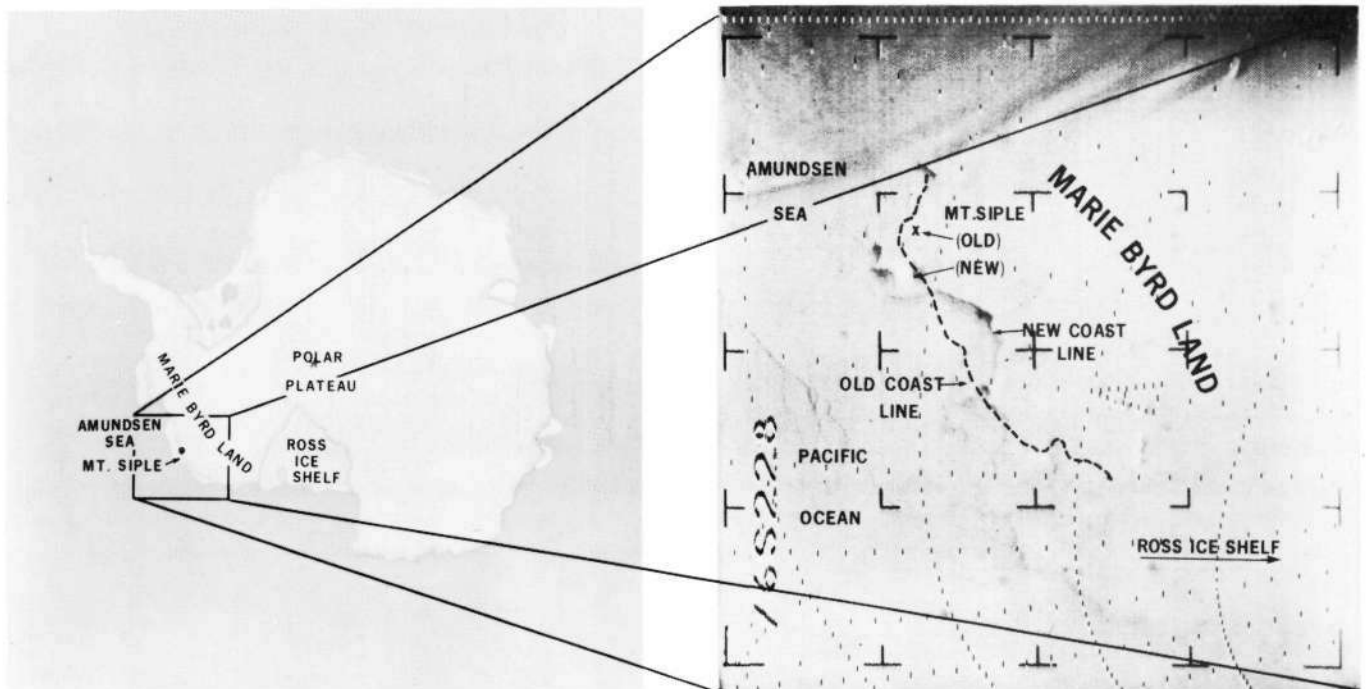 POLAR
PLATEAU
MARIE BYRD LAND
AMUNDSEN
SEA
MT. SIPLE
ROSS
ICE
SHELF
AMUNDSEN
SEA
MT. SIPLE
(OLD)
(NEW)
MARIE BYRD LAND
NEW COAST
LINE
OLD COAST
LINE
PACIFIC
OCEAN
ROSS ICE SHELF